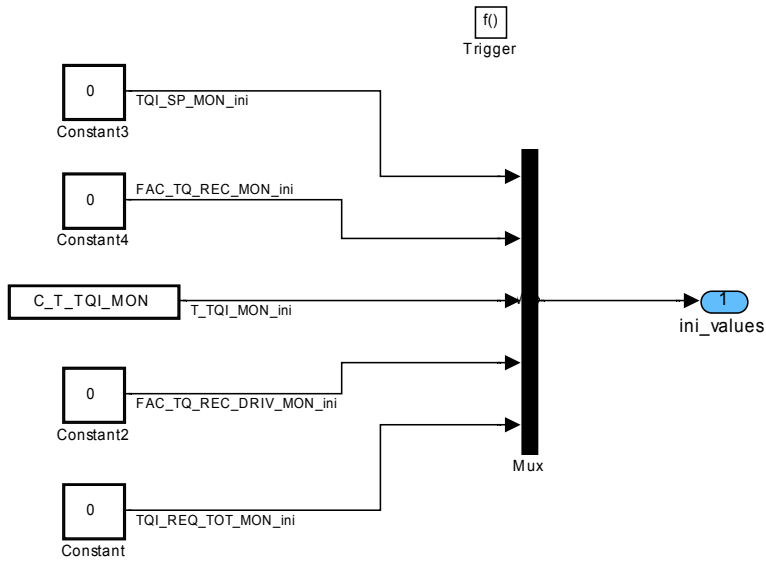 f()
Trigger
0
TQI_SP_MON_ini
Constant3
0
FAC_TQ_REC_MON_ini
Constant4
C_T_TQI_MON
T_TQI_MON_ini
1
ini_values
0
FAC_TQ_REC_DRIV_MON_ini
Constant2
Mux
0
TQI_REQ_TOT_MON_ini
Constant